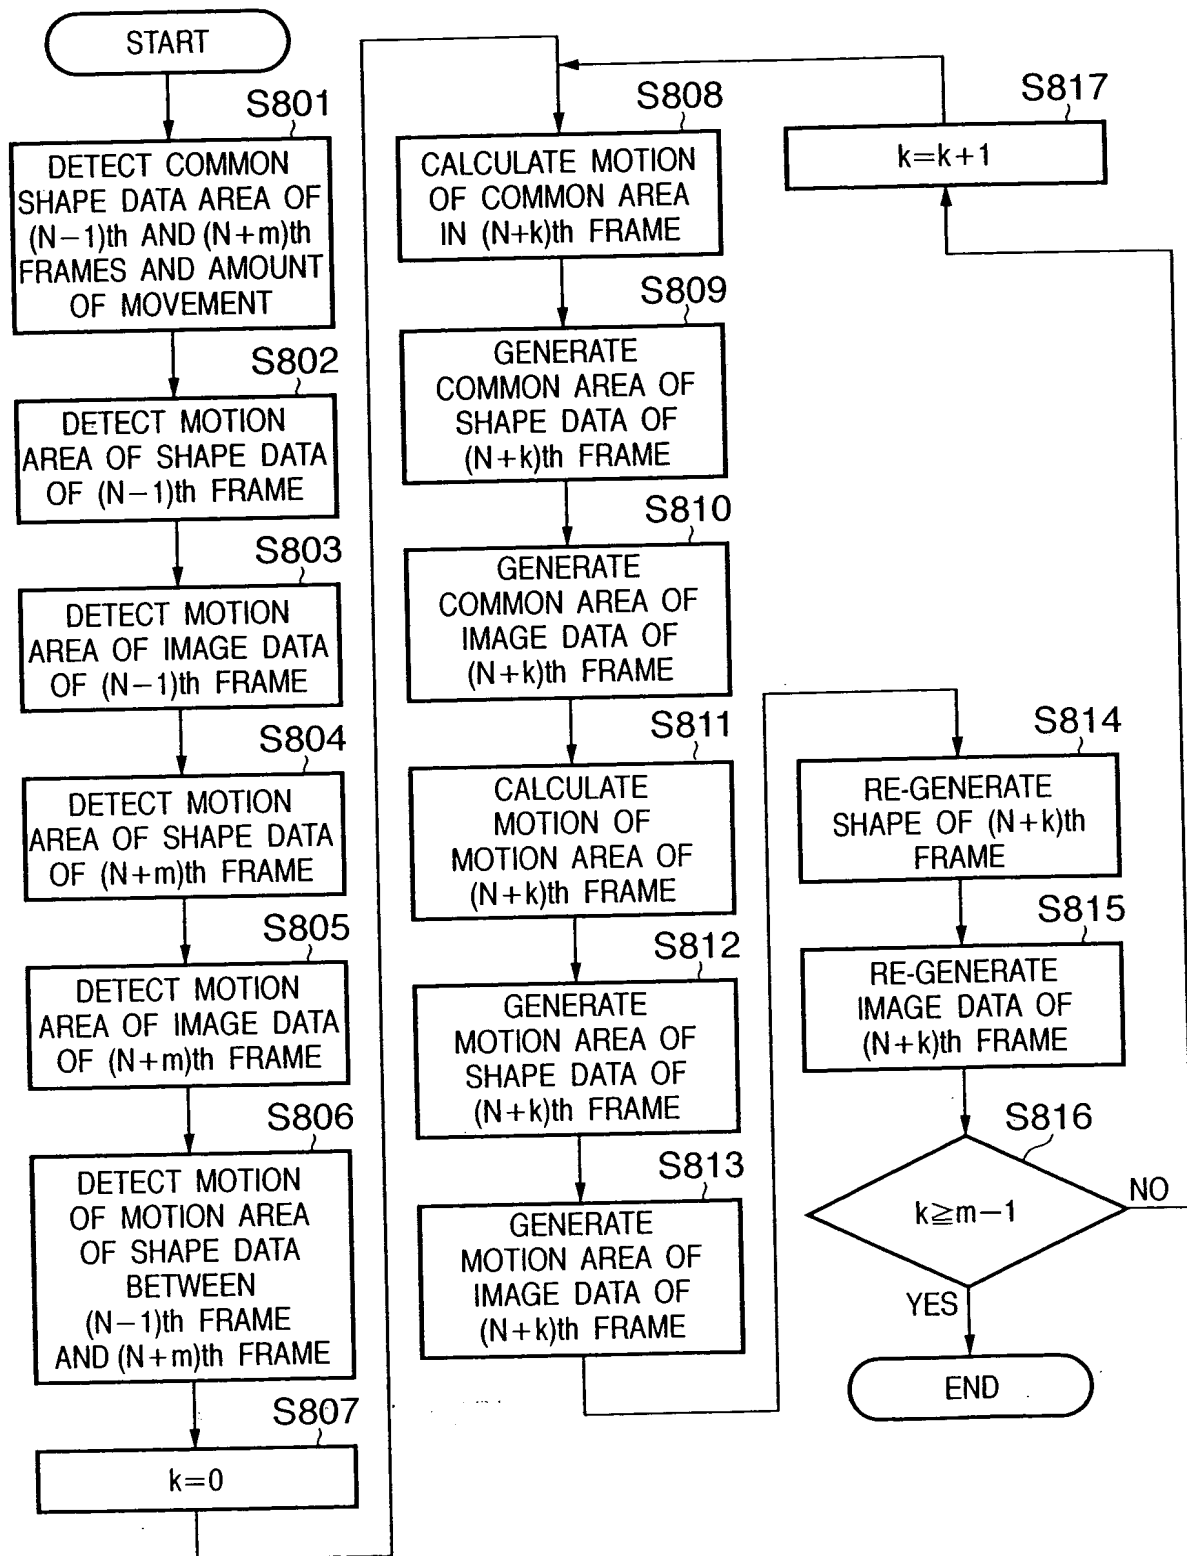 START
S801
DETECT COMMON
SHAPE DATA AREA OF
(N−1)th AND (N+m)th
FRAMES AND AMOUNT
OF MOVEMENT
S802
DETECT MOTION
AREA OF SHAPE DATA
OF (N−1)th FRAME
S803
DETECT MOTION
AREA OF IMAGE DATA
OF (N−1)th FRAME
S804
DETECT MOTION
AREA OF SHAPE DATA
OF (N+m)th FRAME
S805
DETECT MOTION
AREA OF IMAGE DATA
OF (N+m)th FRAME
S806
DETECT MOTION
OF MOTION AREA
OF SHAPE DATA
BETWEEN
(N−1)th FRAME
AND (N+m)th FRAME
S807
k=0
S808
CALCULATE MOTION
OF COMMON AREA
IN (N+k)th FRAME
S809
GENERATE
COMMON AREA OF
SHAPE DATA OF
(N+k)th FRAME
S810
GENERATE
COMMON AREA OF
IMAGE DATA OF
(N+k)th FRAME
S811
CALCULATE
MOTION OF
MOTION AREA OF
(N+k)th FRAME
S812
GENERATE
MOTION AREA OF
SHAPE DATA OF
(N+k)th FRAME
S813
GENERATE
MOTION AREA OF
IMAGE DATA OF
(N+k)th FRAME
S814
RE-GENERATE
SHAPE OF (N+k)th
FRAME
S815
RE-GENERATE
IMAGE DATA OF
(N+k)th FRAME
S816
k≧m−1
NO
YES
END
S817
k=k+1